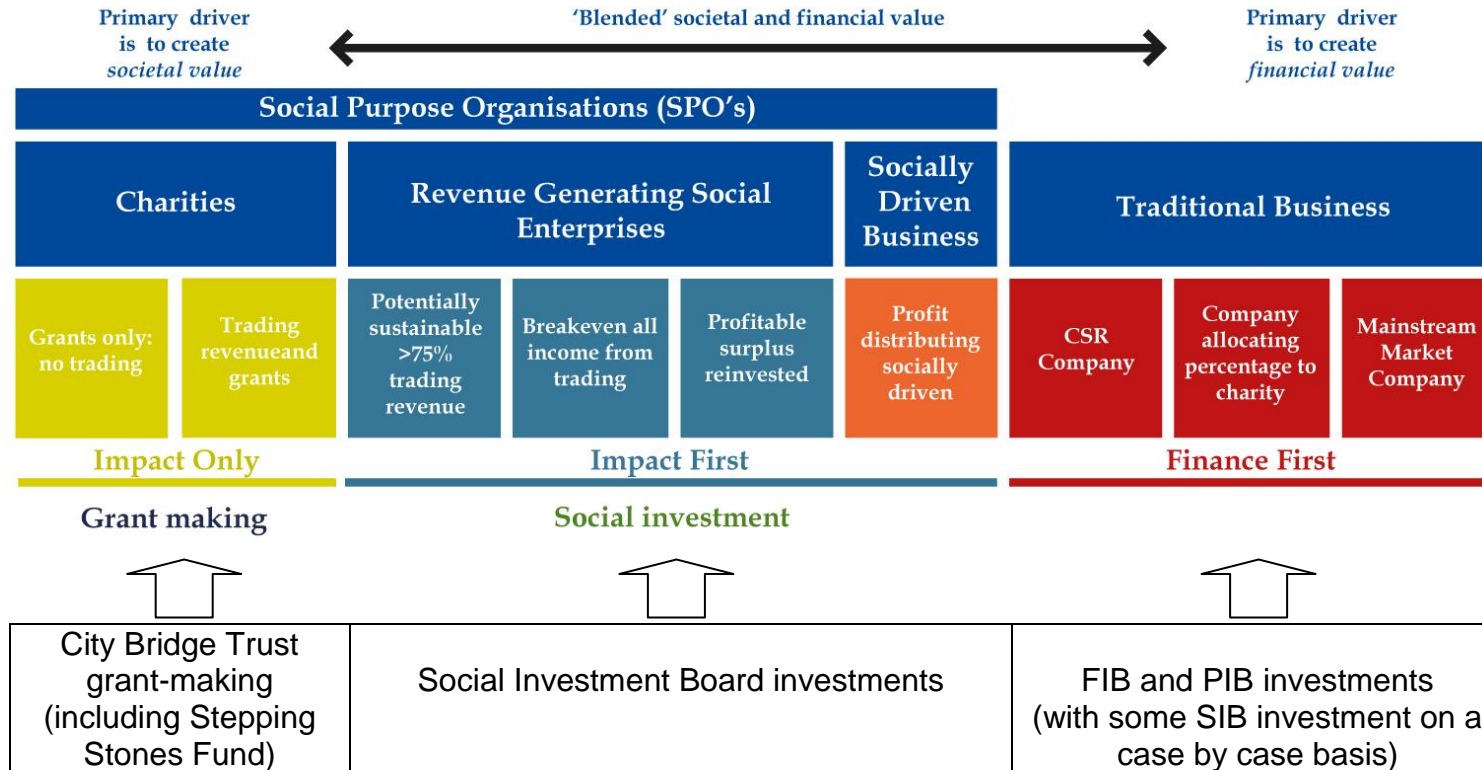 Primary driver
is to create
societal value
‘Blended’ societal and financial value
Primary driver
is to create
financial value
Social Purpose Organisations (SPO’s)
Charities
Revenue Generating Social
Enterprises
Socially
Driven
Business
Traditional Business
Grants only:
no trading
Trading
revenueand
grants
Potentially
sustainable
>75%
trading
revenue
Breakeven all
income from
trading
Profitable
surplus
reinvested
Profit
distributing
socially
driven
CSR
Company
Company
allocating
percentage to
charity
Mainstream
Market
Company
Impact Only
Impact First
Finance First
Grant making
Social investment
City Bridge Trust
grant-making
(including Stepping
Stones Fund)
Social Investment Board investments
FIB and PIB investments
(with some SIB investment on a
case by case basis)